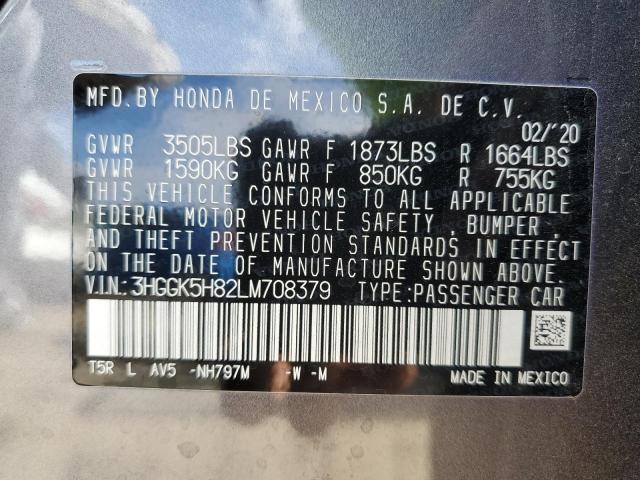 MFD. BY HONDA DE MEXICO S.A. DE C.V.
02/'20
GVWR 3505LBS GAWR F 1873LBS R 1664LBS
GVWR 1590KG GAWR F 850KG R 755KG
THIS VEHICLE CONFORMS TO ALL APPLICABLE
FEDERAL MOTOR VEHICLE SAFETY , BUMPER ,
AND THEFT PREVENTION STANDARDS IN EFFECT
ON THE DATE OF MANUFACTURE SHOWN ABOVE.
V.I.N.:3HGGK5H82LM708379 TYPE:PASSENGER CAR
T5R L AV5 -NH797M -W -M
MADE IN MEXICO